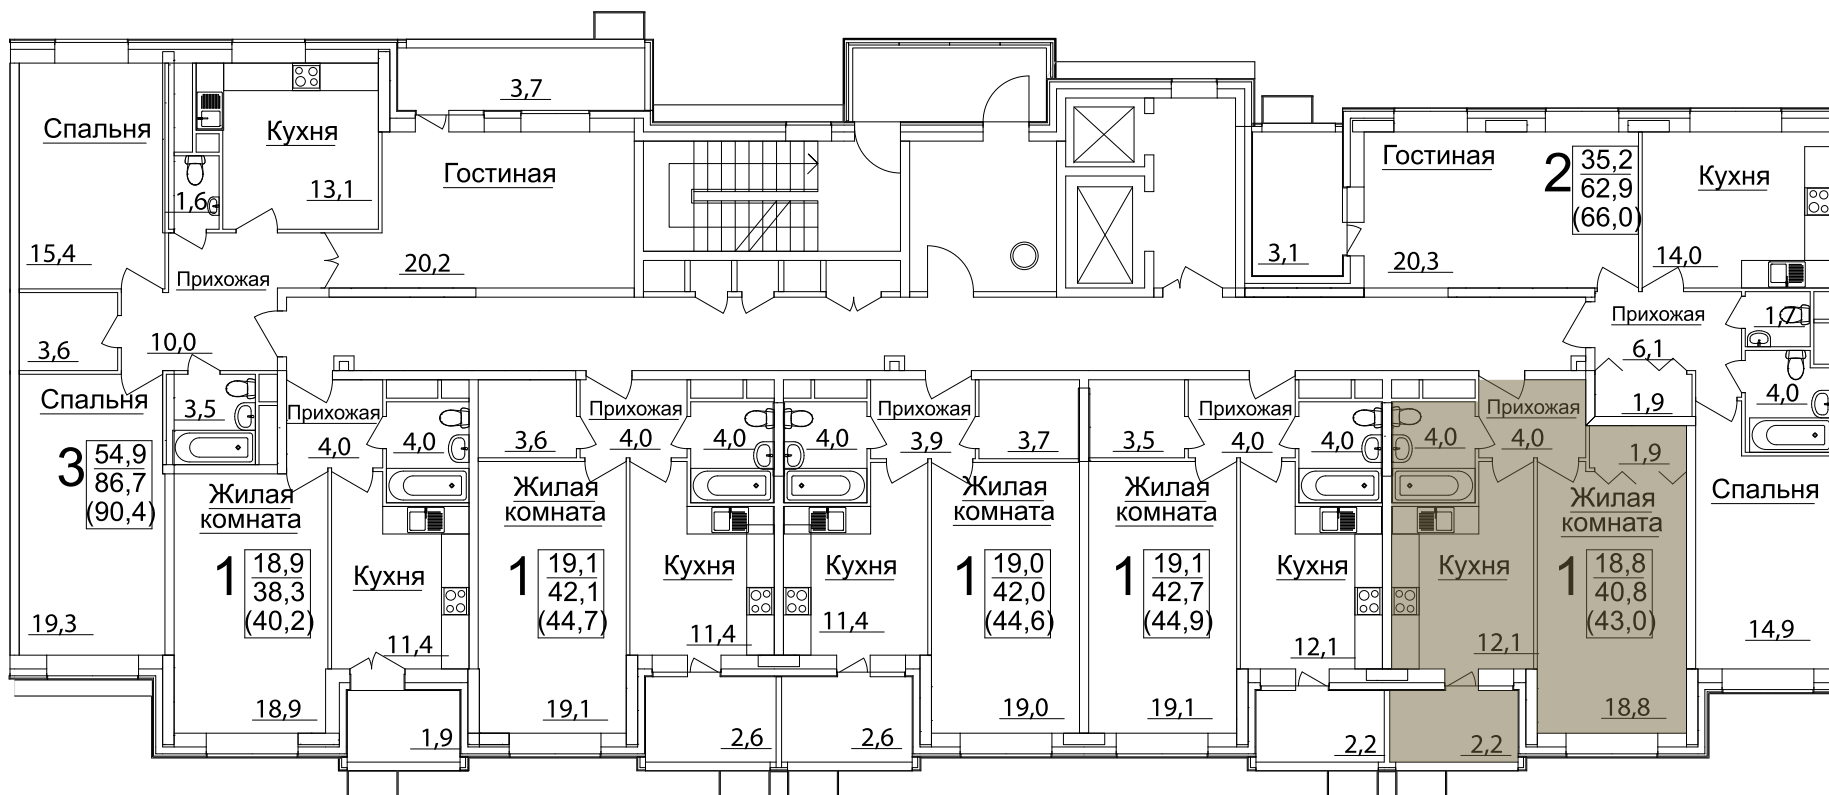 3,7
Спальня
Кухня
Гостиная
1,6
13,1
15,4
Прихожая
20,2
3,6
10,0
Спальня
3,5
3
54,9
86,7
(90,4)
19,3
Гостиная
2
35,2
62,9
(66,0)
Кухня
3,1
20,3
14,0
Прихожая
1,7
6,1
1,9
4,0
Спальня
14,9
Прихожая
4,0
4,0
Жилая
комната
1
18,9
38,3
(40,2)
Кухня
11,4
18,9
1,9
3,6
Прихожая
4,0
4,0
Жилая
комната
1
19,1
42,1
(44,7)
Кухня
11,4
19,1
2,6
4,0
Прихожая
3,9
3,7
Жилая
комната
Кухня
1
19,0
42,0
(44,6)
11,4
19,0
2,6
3,5
Прихожая
4,0
4,0
Жилая
комната
1
19,1
42,7
(44,9)
Кухня
12,1
19,1
2,2
4,0
Прихожая
4,0
1,9
Жилая
комната
Кухня
1
18,8
40,8
(43,0)
12,1
18,8
2,2